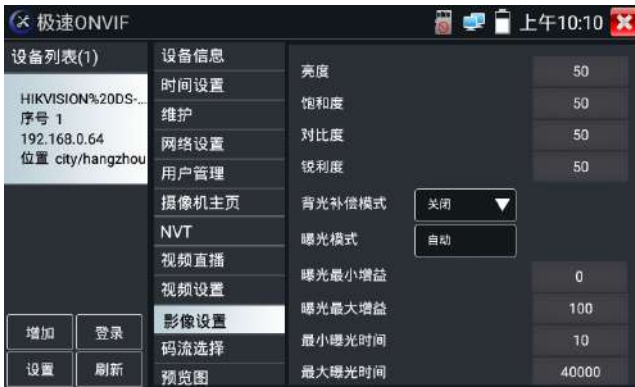 极速ONVIF
上午10:10
设备列表(1)
HIKVISION%20DS-...
序号 1
192.168.0.64
位置 city/hangzhou
增加
登录
设置
刷新
设备信息
时间设置
维护
网络设置
用户管理
摄像机主页
NVT
视频直播
视频设置
影像设置
码流选择
预览图
亮度 50
饱和度 50
对比度 50
锐利度 50
背光补偿模式 关闭
曝光模式 自动
曝光最小增益 0
曝光最大增益 100
最小曝光时间 10
最大曝光时间 40000